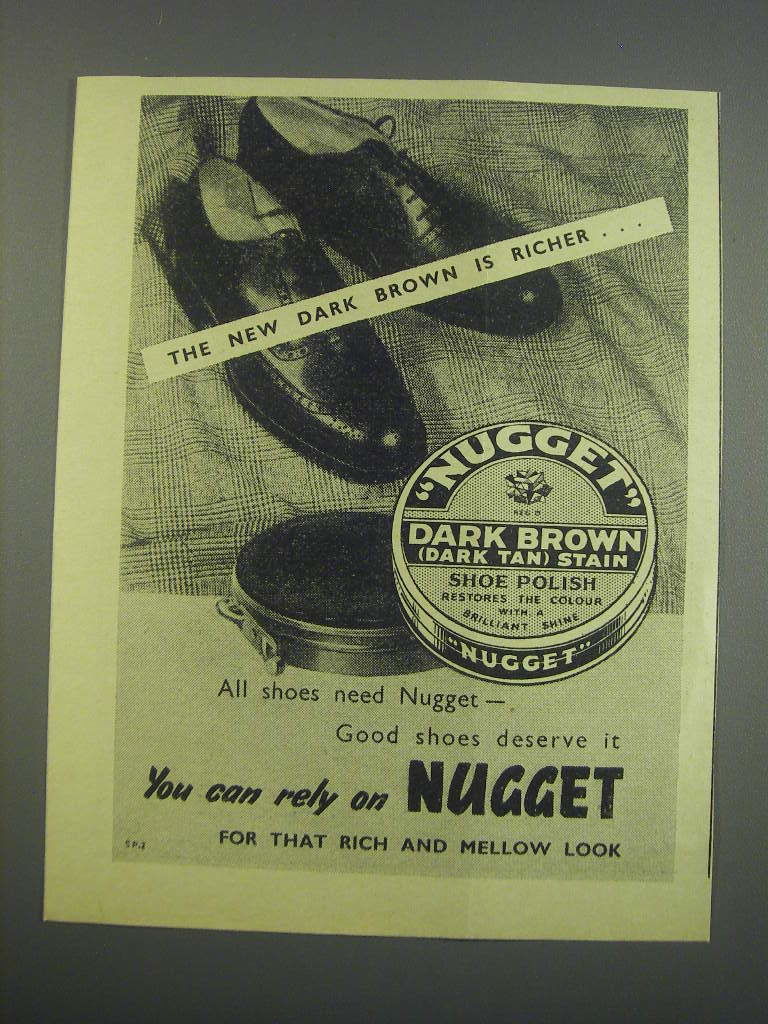 THE NEW DARK BROWN IS RICHER . . .
"NUGGET"
REG D
DARK BROWN
(DARK TAN) STAIN
SHOE POLISH
RESTORES THE COLOUR
WITH A
BRILLIANT SHINE
"NUGGET"
All shoes need Nugget —
Good shoes deserve it
You can rely on NUGGET
FOR THAT RICH AND MELLOW LOOK